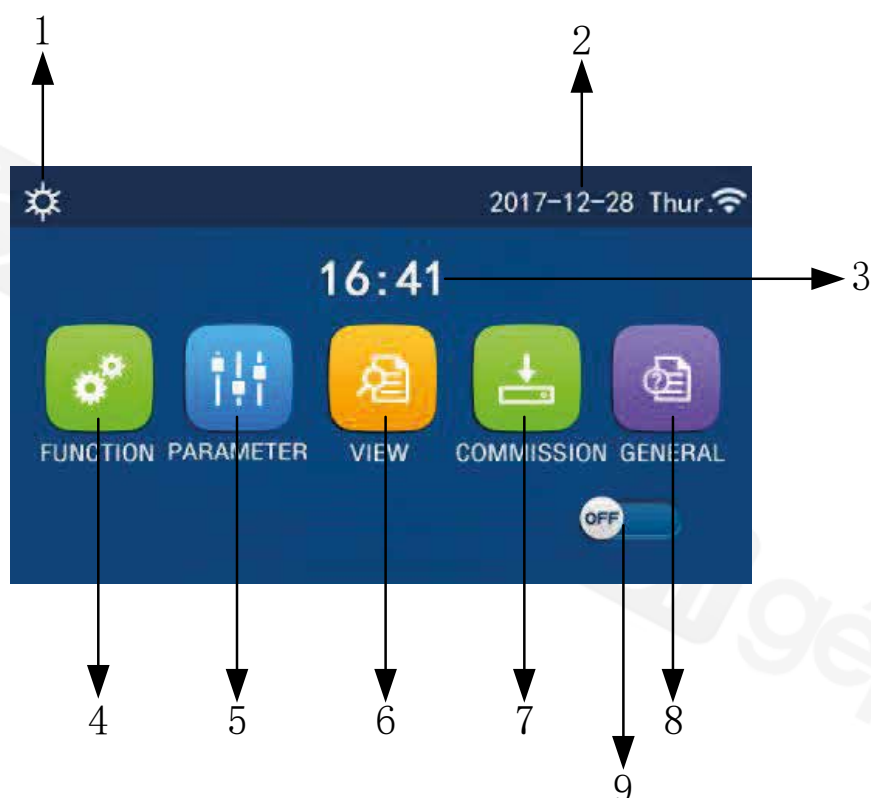 1
2
2017-12-28 Thur.
16:41
3
FUNCTION PARAMETER VIEW COMMISSION GENERAL
OFF
4 5 6 7 8
9